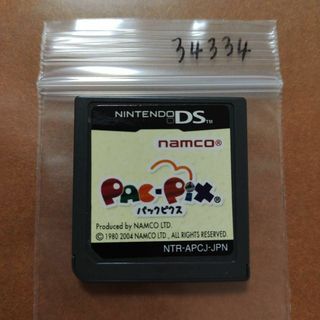 34334
NINTENDO DS™
namco®
PAC-PIX®
パックピクス
Produced by NAMCO LTD.
© 1980 2004 NAMCO LTD., ALL RIGHTS RESERVED.
NTR-APCJ-JPN